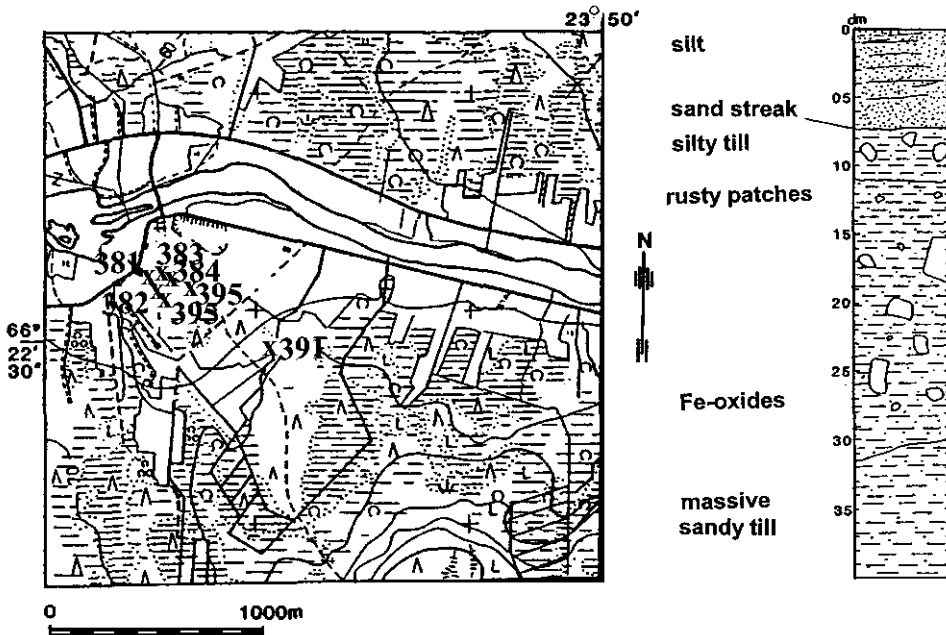 23° 50'
381
383
384
395
382
393
391
66°
22'
30"
60
0 1000m
N
dm
0
05
10
15
20
25
30
35
silt
sand streak
silty till
rusty patches
Fe-oxides
massive
sandy till